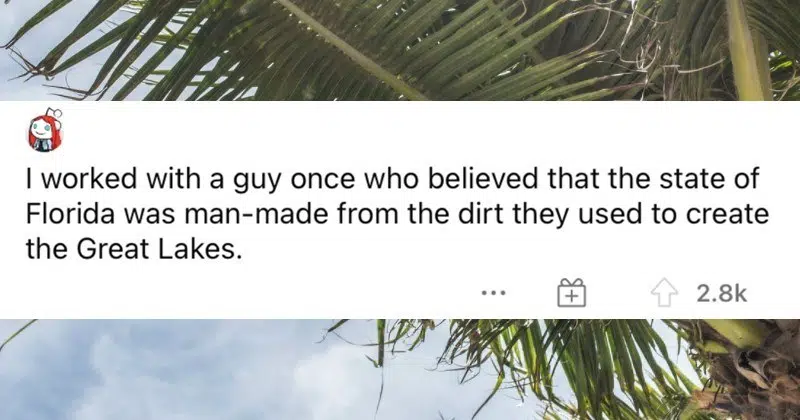 I worked with a guy once who believed that the state of
Florida was man-made from the dirt they used to create
the Great Lakes.
2.8k